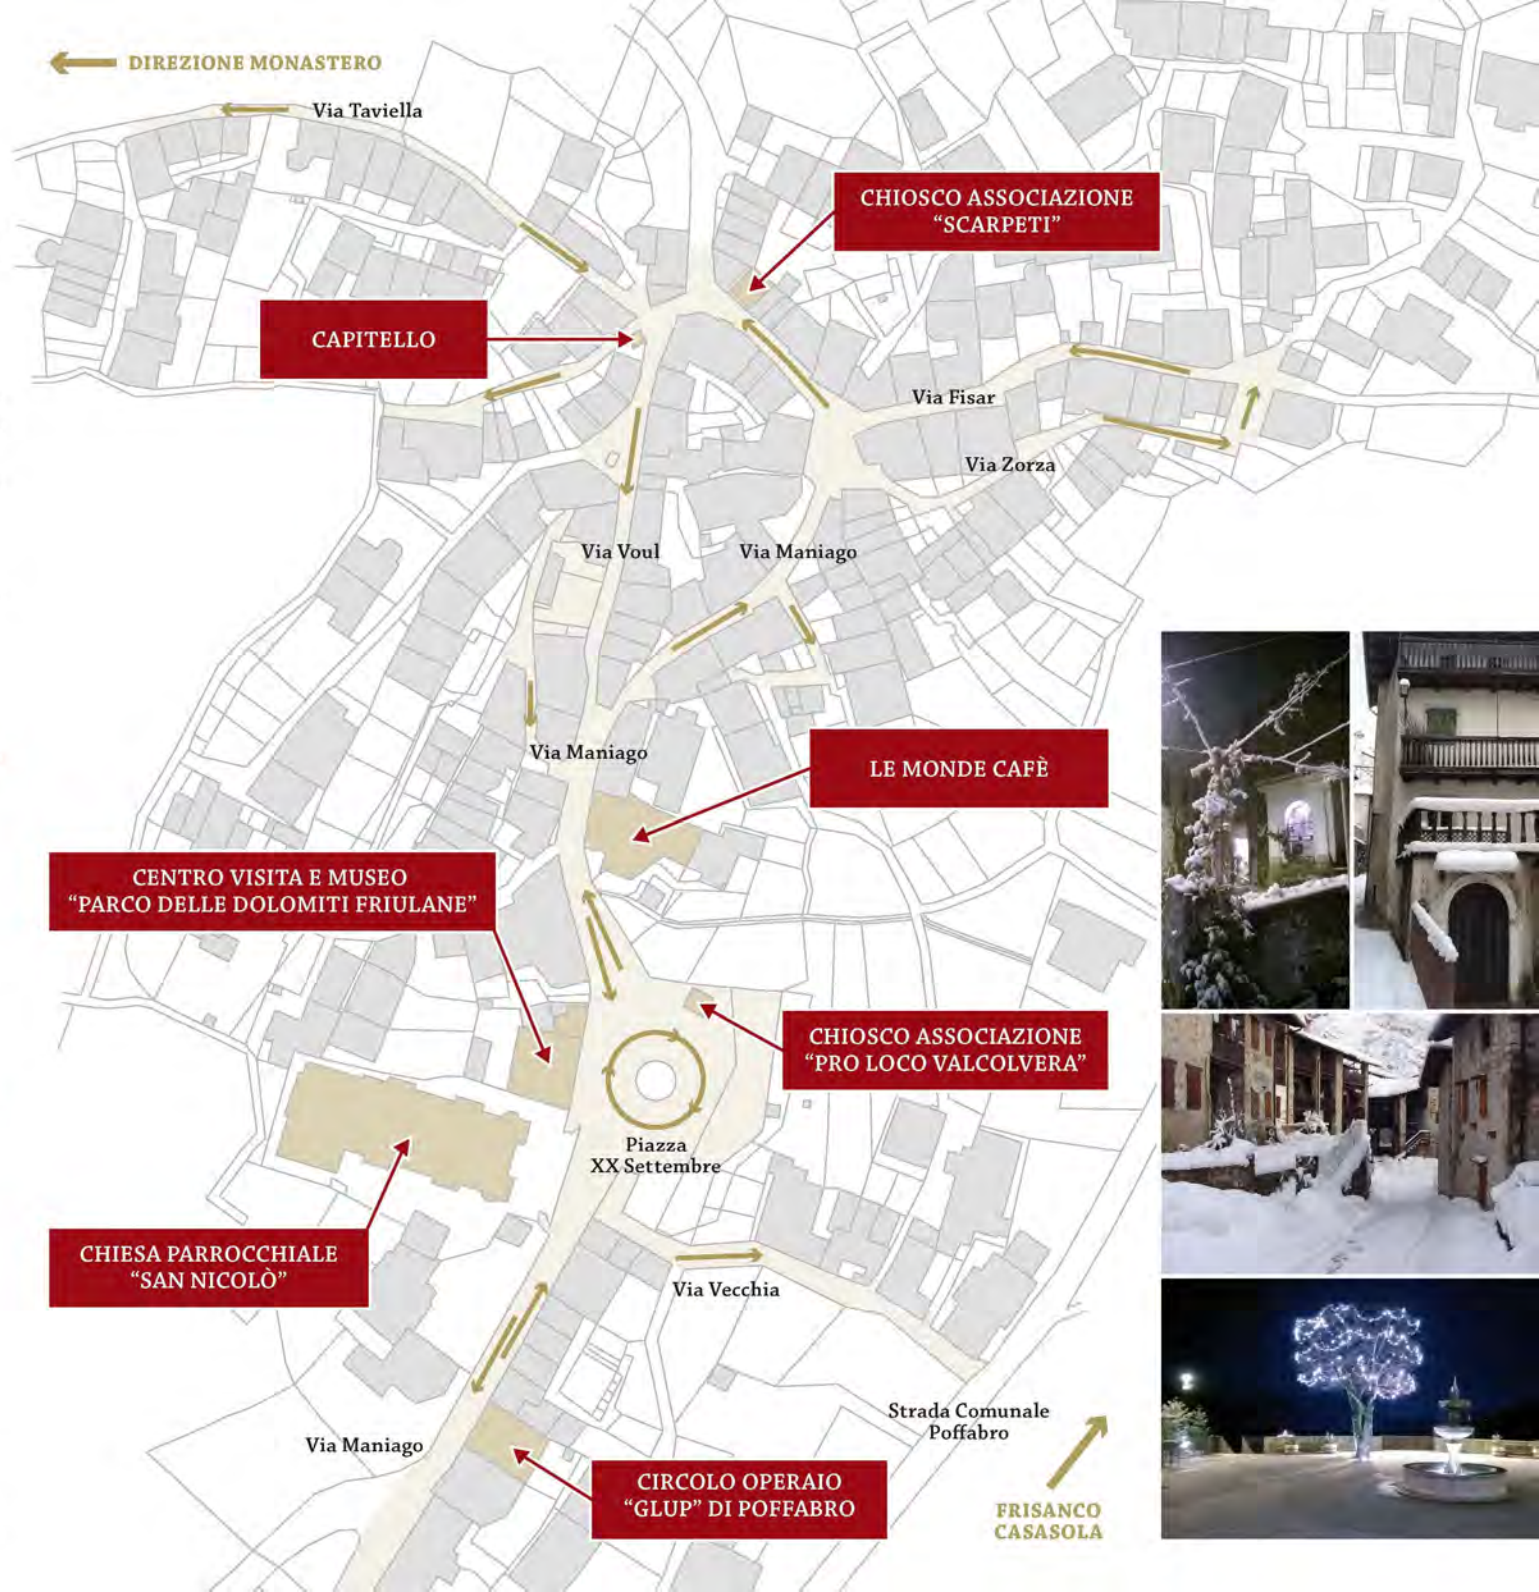 DIREZIONE MONASTERO
Via Taviella
CHIOSCO ASSOCIAZIONE
“SCARPETI”
CAPITELLO
Via Fisar
Via Zorza
Via Voul
Via Maniago
Via Maniago
LE MONDE CAFÈ
CENTRO VISITA E MUSEO
“PARCO DELLE DOLOMITI FRIULANE”
CHIOSCO ASSOCIAZIONE
“PRO LOCO VALCOLVERA”
Piazza
XX Settembre
CHIESA PARROCCHIALE
“SAN NICOLÒ”
Via Vecchia
Strada Comunale
Poffabro
Via Maniago
CIRCOLO OPERAIO
“GLUP” DI POFFABRO
FRISANCO
CASASOLA